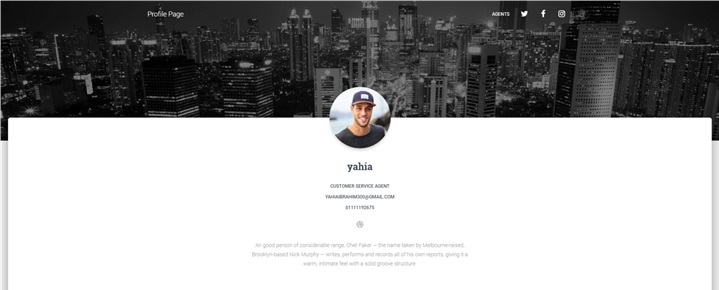 Profile Page
AGENTS
yahia
CUSTOMER SERVICE AGENT
YAHIAIBRAHIM300@GMAIL.COM
01111192675
An good person of considerable range, Chet Faker — the name taken by Melbourne-raised,
Brooklyn-based Nick Murphy — writes, performs and records all of his own reports, giving it a
warm, intimate feel with a solid groove structure.